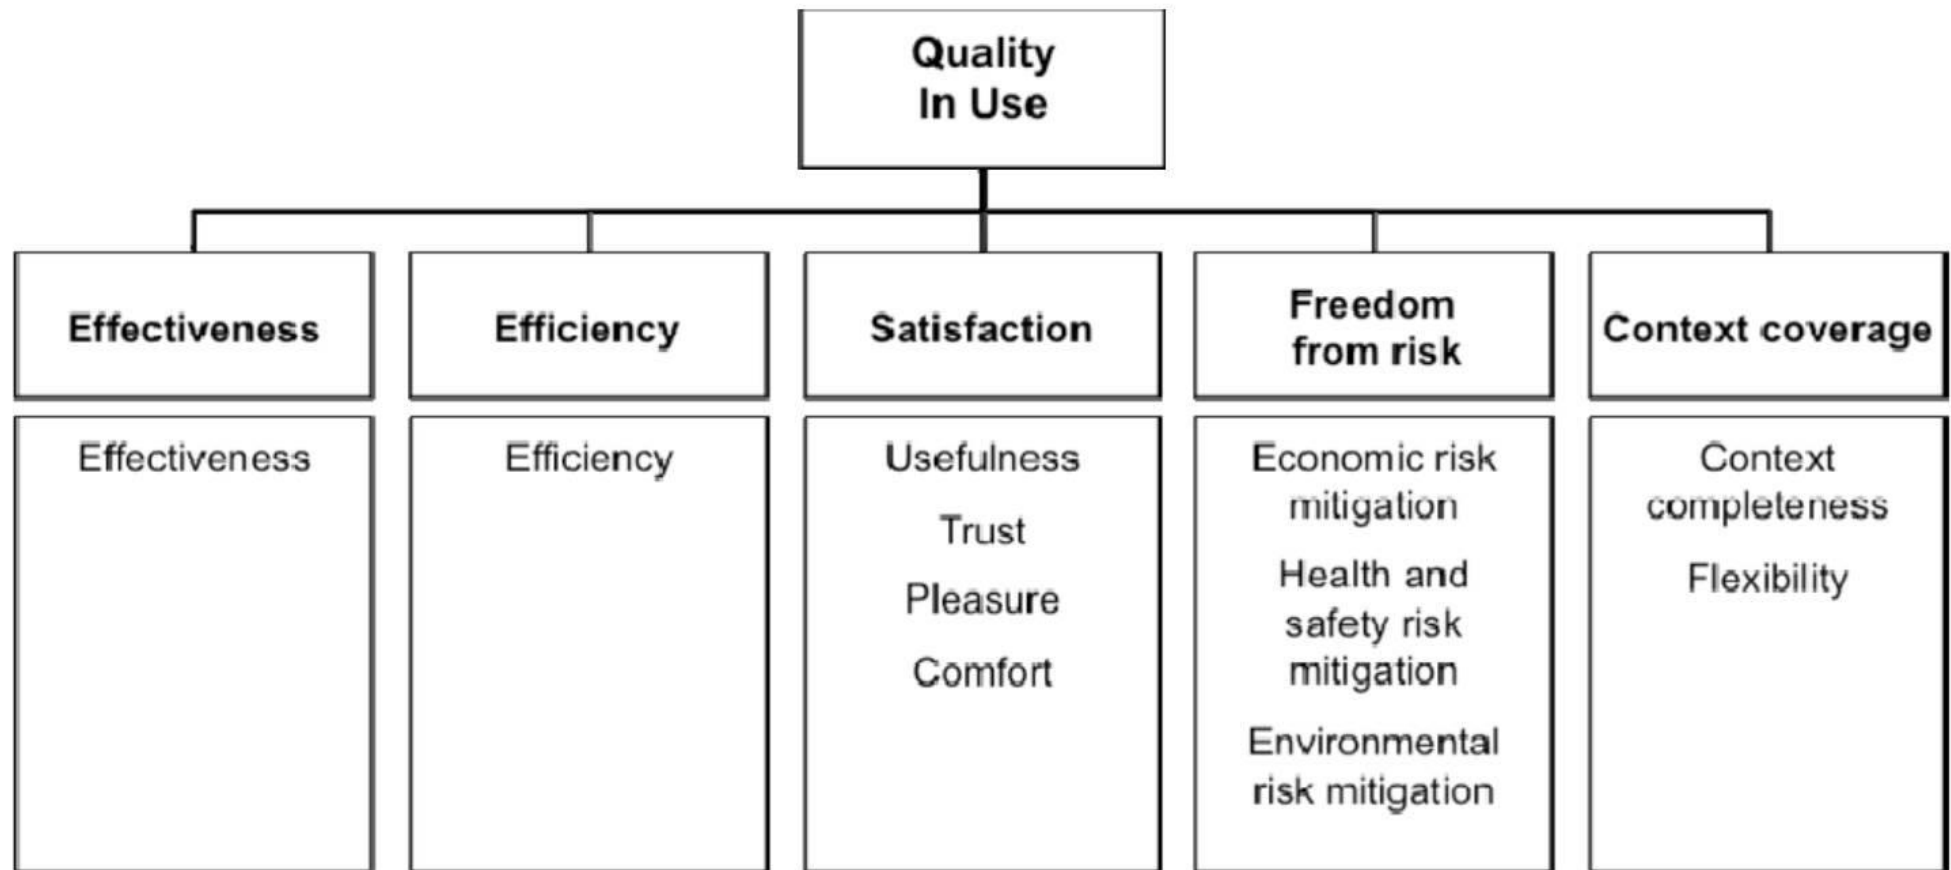 Quality
In Use
Effectiveness
Efficiency
Satisfaction
Freedom
from risk
Context coverage
Effectiveness
Efficiency
Usefulness
Trust
Pleasure
Comfort
Economic risk
mitigation
Health and
safety risk
mitigation
Environmental
risk mitigation
Context
completeness
Flexibility